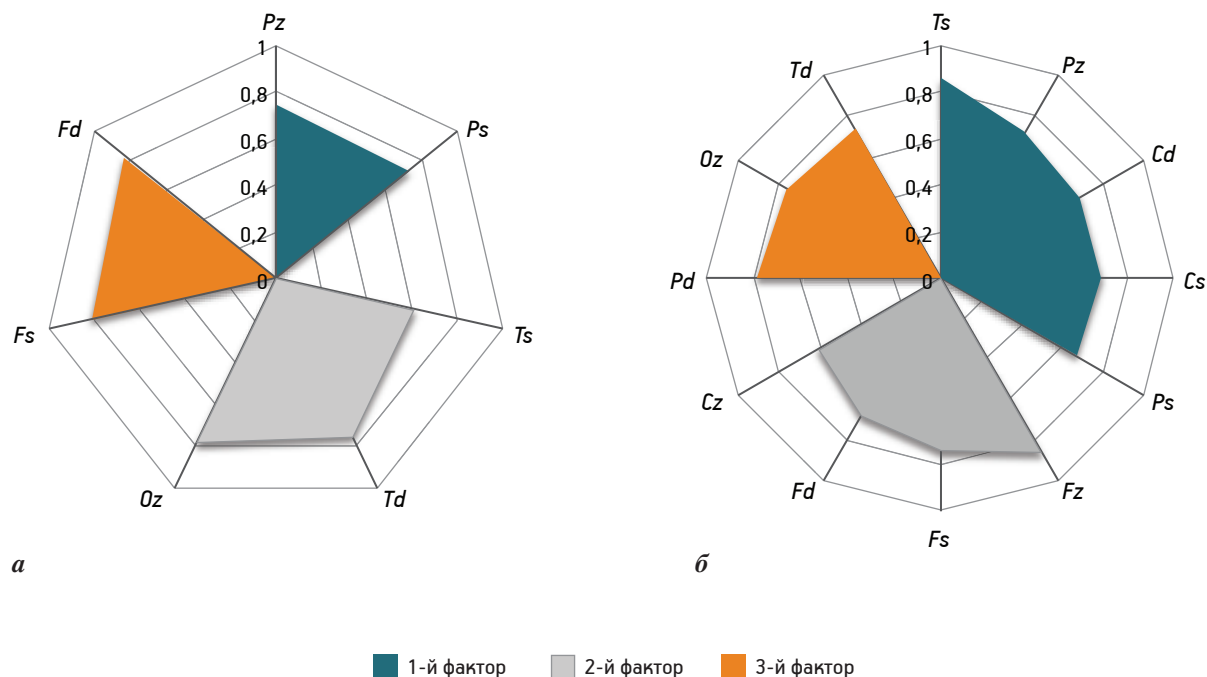 Pz
1
Ps
Fd
0,8
0,6
0,4
0,2
0
Fs
Ts
Oz
Td
а
Ts
1
Td
Pz
0,8
Oz
Cd
0,6
0,4
0,2
0
Pd
Cs
Cz
Ps
Fd
Fz
Fs
б
1-й фактор
2-й фактор
3-й фактор